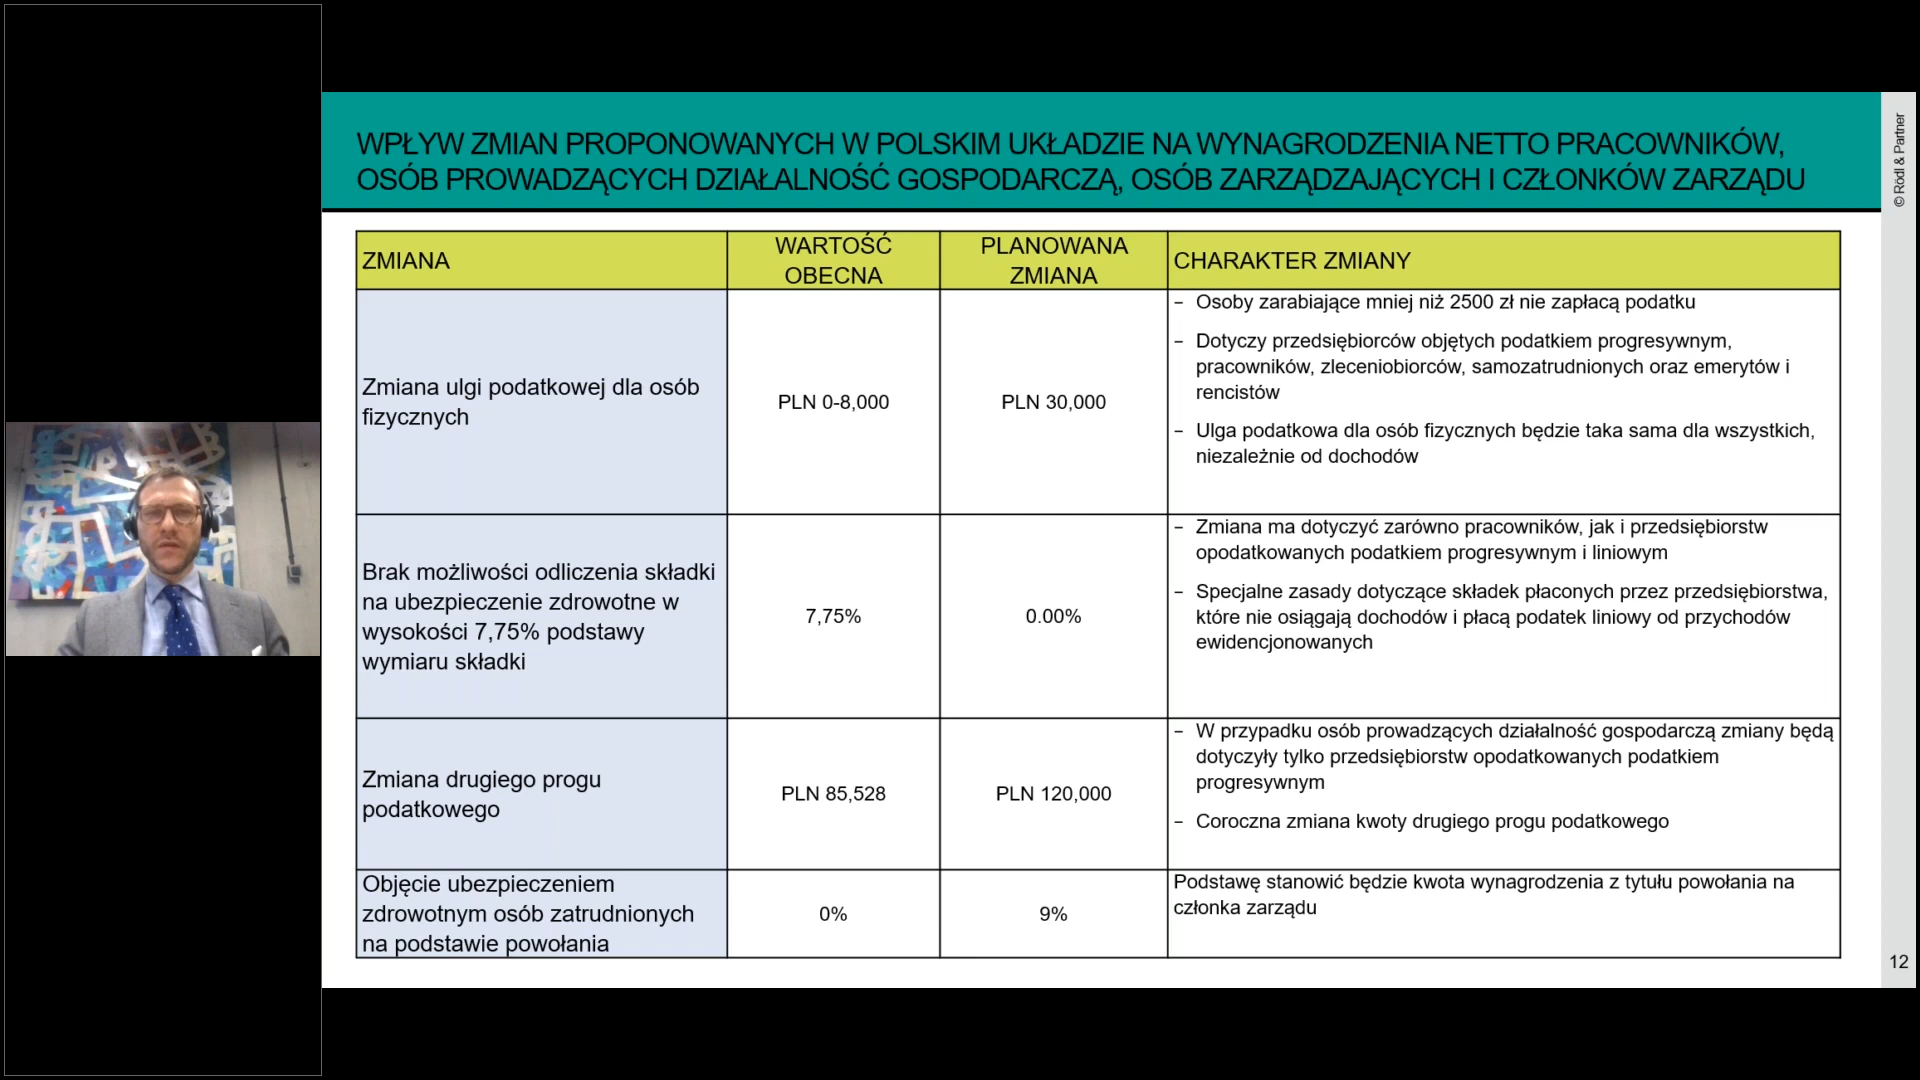 WPŁYW ZMIAN PROPONOWANYCH W POLSKIM UKŁADZIE NA WYNAGRODZENIA NETTO PRACOWNIKÓW,
OSÓB PROWADZĄCYCH DZIAŁALNOŚĆ GOSPODARCZĄ, OSÓB ZARZĄDZAJĄCYCH I CZŁONKÓW ZARZĄDU
© Rödl & Partner
ZMIANA
WARTOŚĆ
OBECNA
PLANOWANA
ZMIANA
CHARAKTER ZMIANY
Zmiana ulgi podatkowej dla osób
fizycznych
PLN 0-8,000
PLN 30,000
– Osoby zarabiające mniej niż 2500 zł nie zapłacą podatku
– Dotyczy przedsiębiorców objętych podatkiem progresywnym,
pracowników, zleceniobiorców, samozatrudnionych oraz emerytów i
rencistów
– Ulga podatkowa dla osób fizycznych będzie taka sama dla wszystkich,
niezależnie od dochodów
Brak możliwości odliczenia składki
na ubezpieczenie zdrowotne w
wysokości 7,75% podstawy
wymiaru składki
7,75%
0.00%
– Zmiana ma dotyczyć zarówno pracowników, jak i przedsiębiorstw
opodatkowanych podatkiem progresywnym i liniowym
– Specjalne zasady dotyczące składek płaconych przez przedsiębiorstwa,
które nie osiągają dochodów i płacą podatek liniowy od przychodów
ewidencjonowanych
Zmiana drugiego progu
podatkowego
PLN 85,528
PLN 120,000
– W przypadku osób prowadzących działalność gospodarczą zmiany będą
dotyczyły tylko przedsiębiorstw opodatkowanych podatkiem
progresywnym
– Coroczna zmiana kwoty drugiego progu podatkowego
Objęcie ubezpieczeniem
zdrowotnym osób zatrudnionych
na podstawie powołania
0%
9%
Podstawę stanowić będzie kwota wynagrodzenia z tytułu powołania na
członka zarządu
12